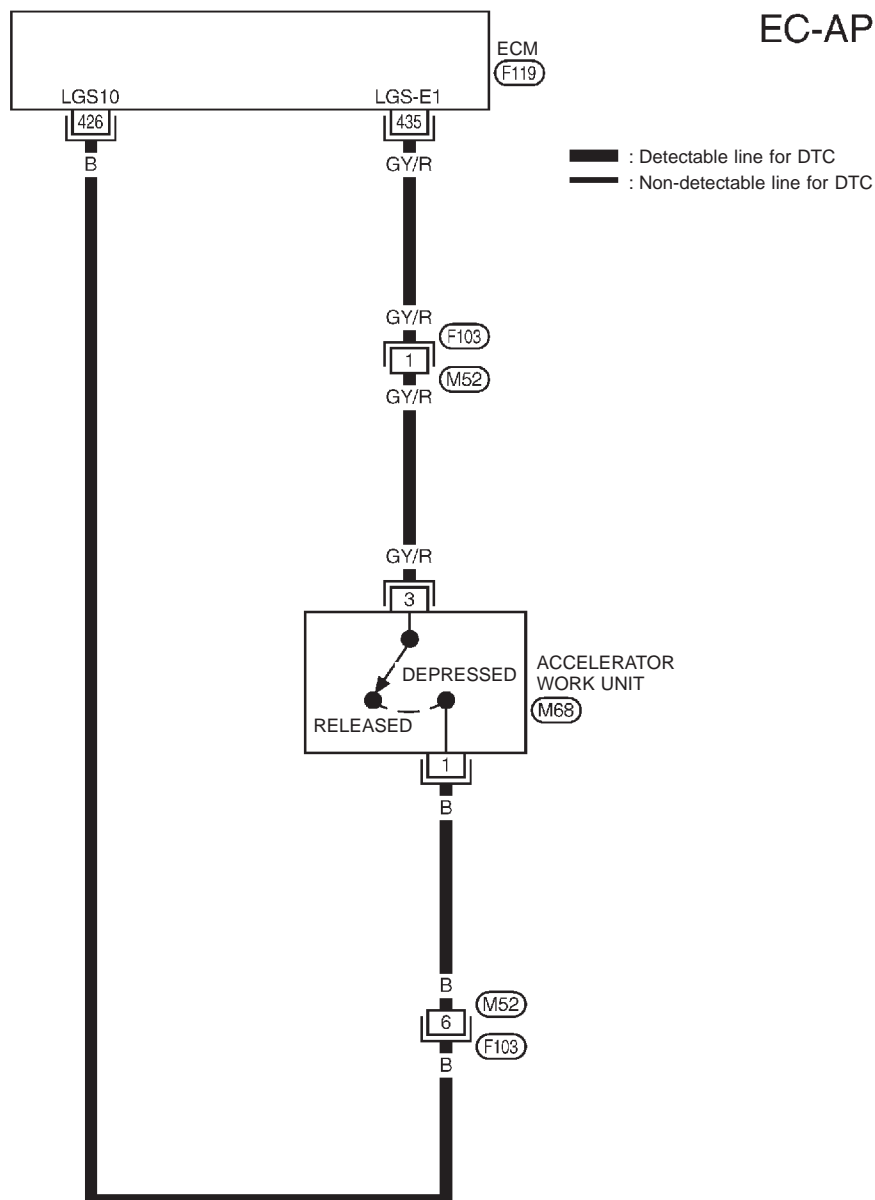 EC-AP
ECM
F119
LGS10
LGS-E1
426
435
B
GY/R
: Detectable line for DTC
: Non-detectable line for DTC
GY/R
F103
1
M52
GY/R
GY/R
3
DEPRESSED
RELEASED
ACCELERATOR
WORK UNIT
M68
1
B
B
M52
6
F103
B